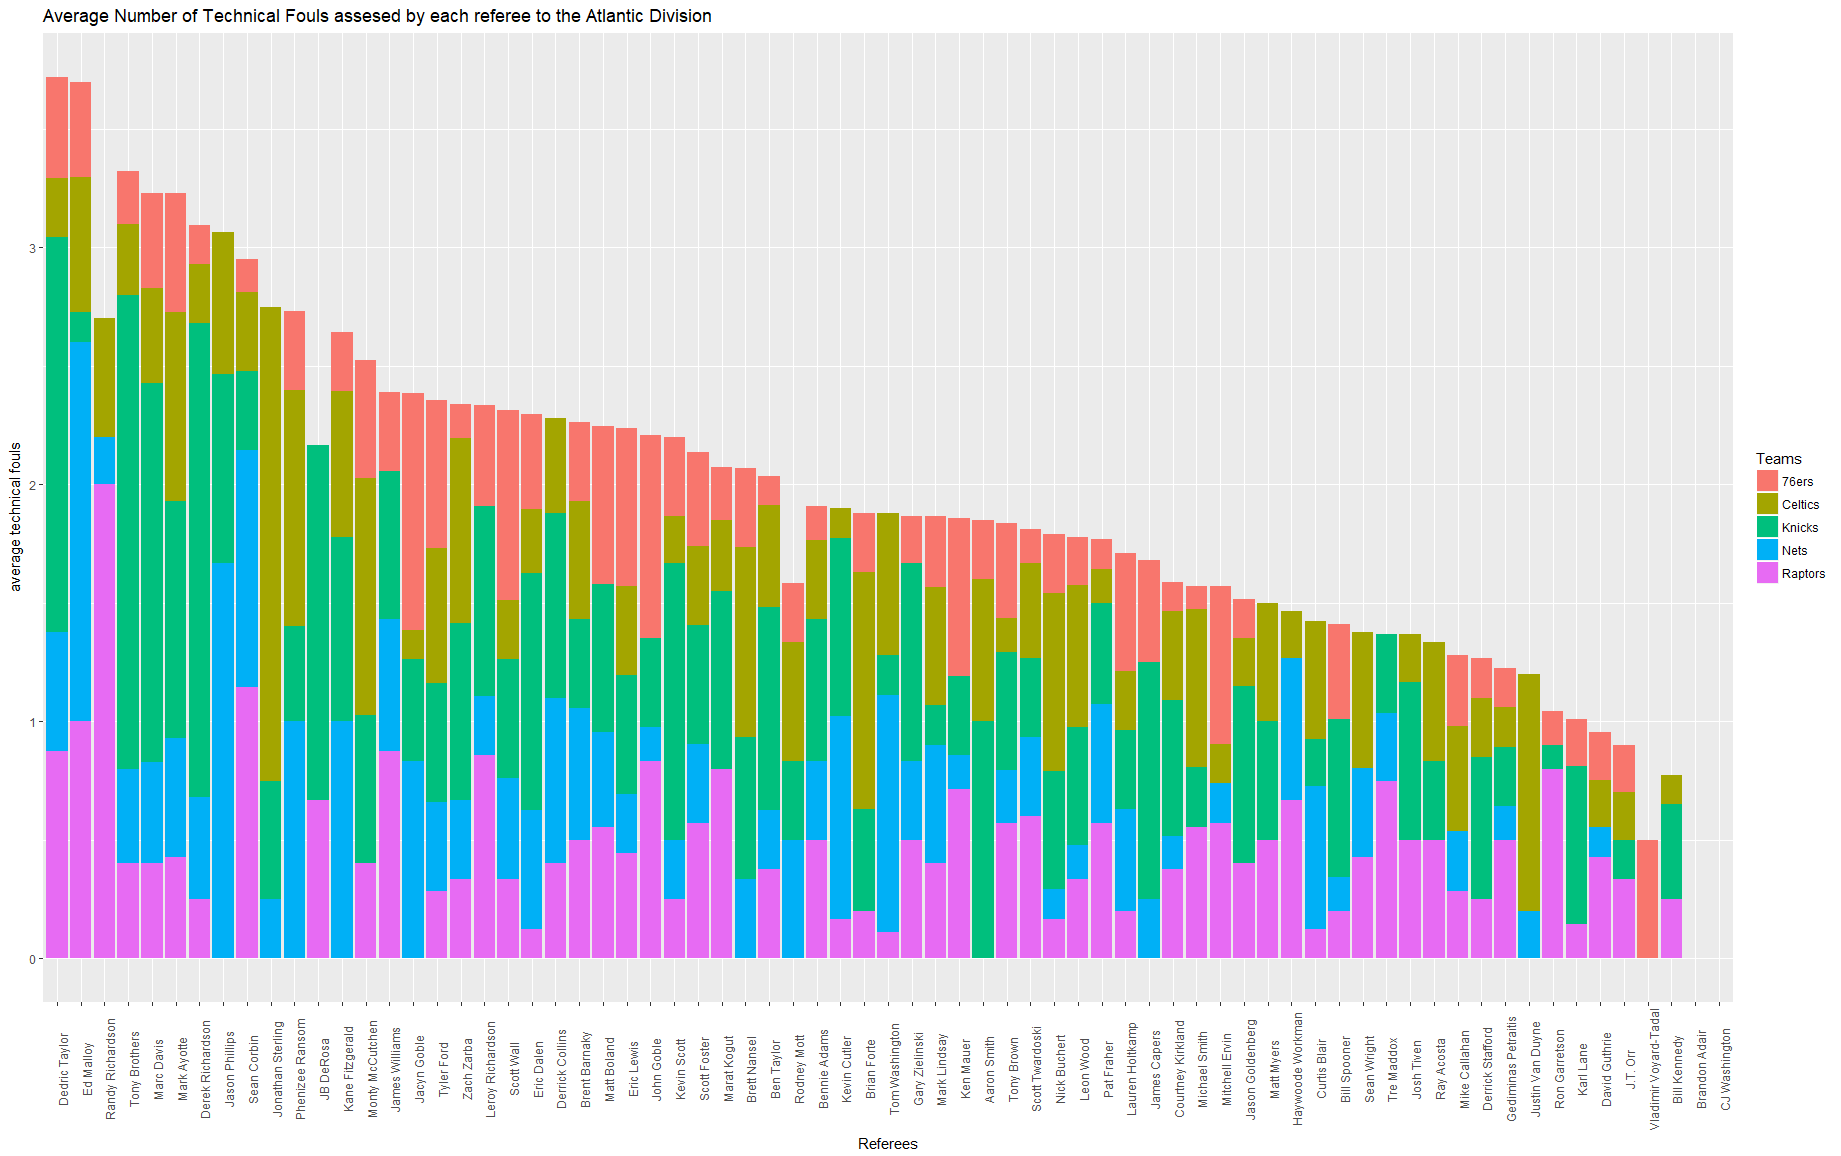 Average Number of Technical Fouls assesed by each referee to the Atlantic Division
average technical fouls
3
2
1
0
Teams
76ers
Celtics
Knicks
Nets
Raptors
Dedric Taylor
Ed Malloy
Randy Richardson
Tony Brothers
Marc Davis
Mark Ayotte
Derek Richardson
Jason Phillips
Sean Corbin
Jonathan Sterling
Phenizee Ransom
JB DeRosa
Kane Fitzgerald
Monty McCutchen
James Williams
Jacyn Goble
Tyler Ford
Zach Zarba
Leroy Richardson
Scott Wall
Eric Dalen
Derrick Collins
Brent Barnaky
Matt Boland
Eric Lewis
John Goble
Kevin Scott
Scott Foster
Marat Kogut
Brett Nansel
Ben Taylor
Rodney Mott
Bennie Adams
Kevin Cutler
Brian Forte
Tom Washington
Gary Zielinski
Mark Lindsay
Ken Mauer
Aaron Smith
Tony Brown
Scott Twardoski
Nick Buchert
Leon Wood
Pat Fraher
Lauren Holtkamp
James Capers
Courtney Kirkland
Michael Smith
Mitchell Ervin
Jason Goldenberg
Matt Myers
Haywoode Workman
Curtis Blair
Bill Spooner
Sean Wright
Tre Maddox
Josh Tiven
Ray Acosta
Mike Callahan
Derrick Stafford
Gediminas Petraitis
Justin Van Duyne
Ron Garretson
Karl Lane
David Guthrie
J.T. Orr
Vladimir Voyard-Tadal
Bill Kennedy
Brandon Adair
CJ Washington
Referees